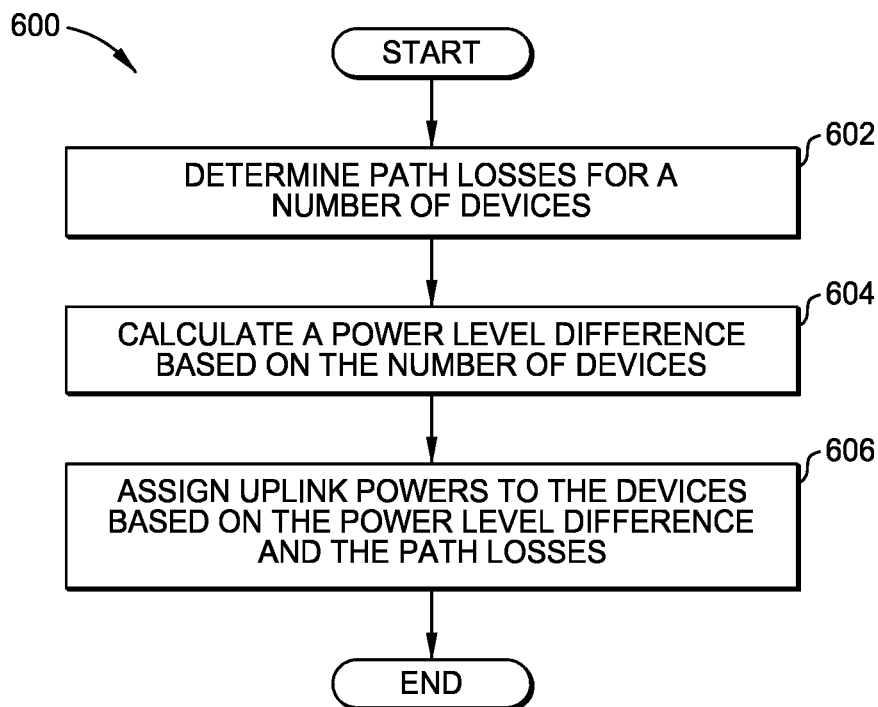 600
START
602
DETERMINE PATH LOSSES FOR A
NUMBER OF DEVICES
604
CALCULATE A POWER LEVEL DIFFERENCE
BASED ON THE NUMBER OF DEVICES
606
ASSIGN UPLINK POWERS TO THE DEVICES
BASED ON THE POWER LEVEL DIFFERENCE
AND THE PATH LOSSES
END